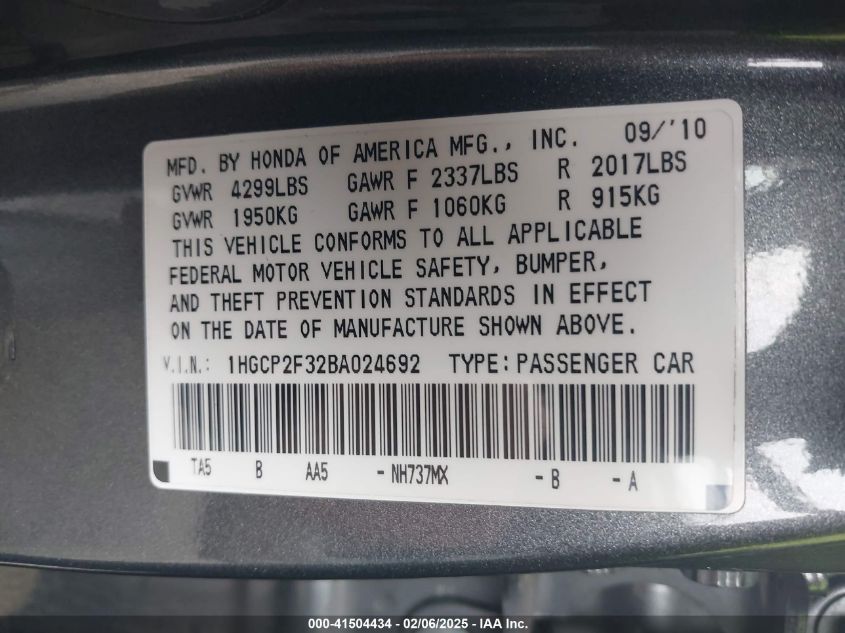 MFD. BY HONDA OF AMERICA MFG., INC. 09/'10
GVWR 4299LBS GAWR F 2337LBS R 2017LBS
GVWR 1950KG GAWR F 1060KG R 915KG
THIS VEHICLE CONFORMS TO ALL APPLICABLE
FEDERAL MOTOR VEHICLE SAFETY, BUMPER,
AND THEFT PREVENTION STANDARDS IN EFFECT
ON THE DATE OF MANUFACTURE SHOWN ABOVE.
V.I.N.: 1HGCP2F32BA024692 TYPE: PASSENGER CAR
TA5 B AA5 - NH737MX - B - A
000-41504434 - 02/06/2025 - IAA Inc.